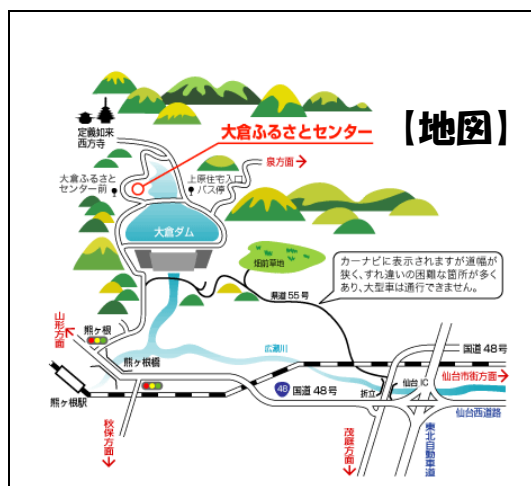 【地図】
定義如来
西方寺
大倉ふるさとセンター
泉方面
大倉ふるさと
センター前
上原住宅入口
バス停
大倉ダム
畑前草地
カーナビに表示されますが道幅が
狭く、すれ違いの困難な箇所が多く
あり、大型車は通行できません。
県道55号
山形方面
熊ヶ根
熊ヶ根橋
広瀬川
国道48号
仙台市街方面
熊ヶ根駅
48 国道48号
折立
仙台IC
仙台西道路
秋保方面
茂庭方面
東北自動車道